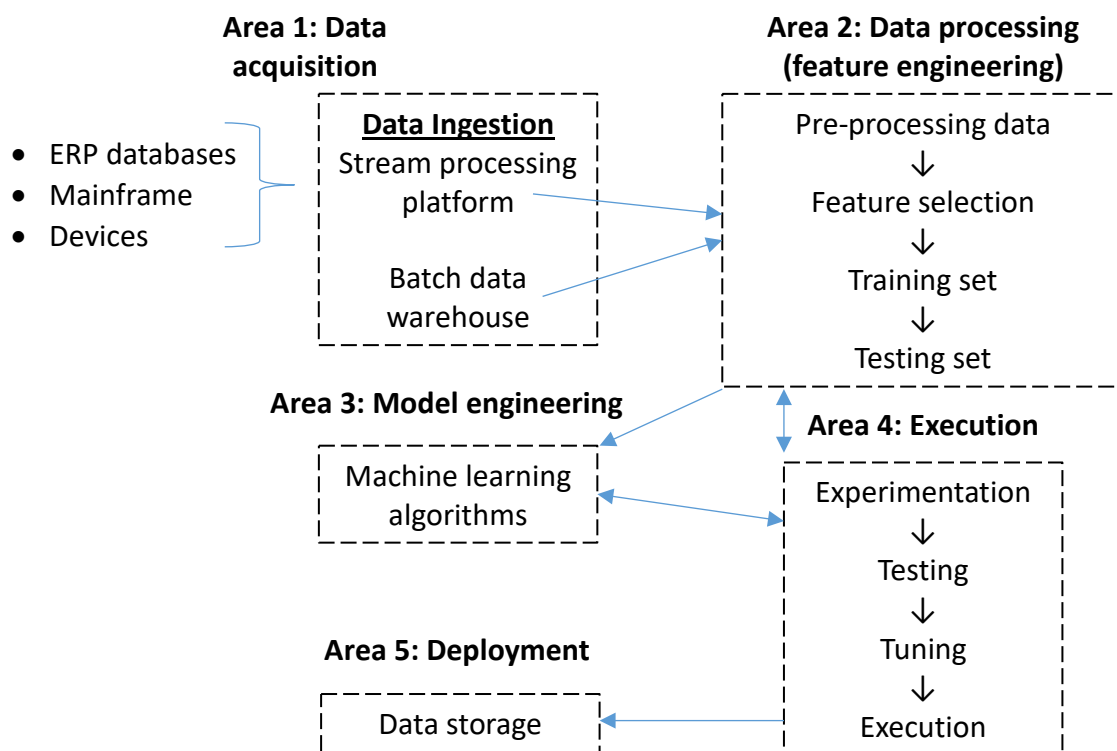 Area 1: Data
acquisition
• ERP databases
• Mainframe
• Devices
Data Ingestion
Stream processing
platform
Batch data
warehouse
Area 2: Data processing
(feature engineering)
Pre-processing data
↓
Feature selection
↓
Training set
↓
Testing set
Area 3: Model engineering
Machine learning
algorithms
Area 4: Execution
Experimentation
↓
Testing
↓
Tuning
↓
Execution
Area 5: Deployment
Data storage